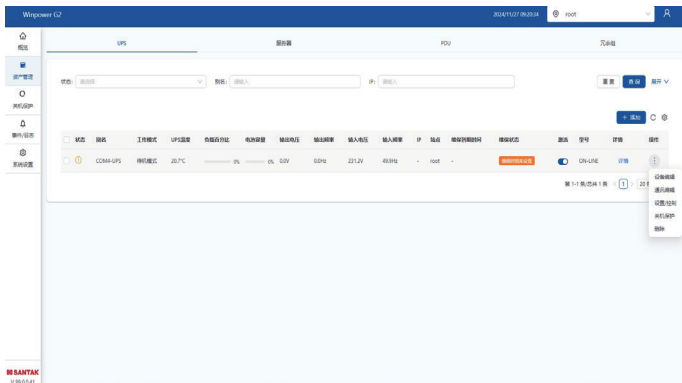 Winpower G2
2024/11/27 09:20:34
root
概览
资产管理
关机保护
事件/日志
系统设置
UPS
服务器
PDU
冗余组
状态: 请选择
别名: 请输入
IP: 请输入
重置
查询
展开
+ 添加
状态 别名 工作模式 UPS温度 负载百分比 电池容量 输出电压 输出频率 输入电压 输入频率 IP 站点 维保到期时间 维保状态 激活 型号 详情 操作
COM4-UPS 待机模式 20.7°C 0% 0% 0.0V 0.0Hz 231.2V 49.9Hz - root - ON-LINE 详情
第 1-1 条/总共 1 条 < 1 >
设备编辑
通讯编辑
设置/控制
关机保护
删除
SANTAK
V 99.0.0.41